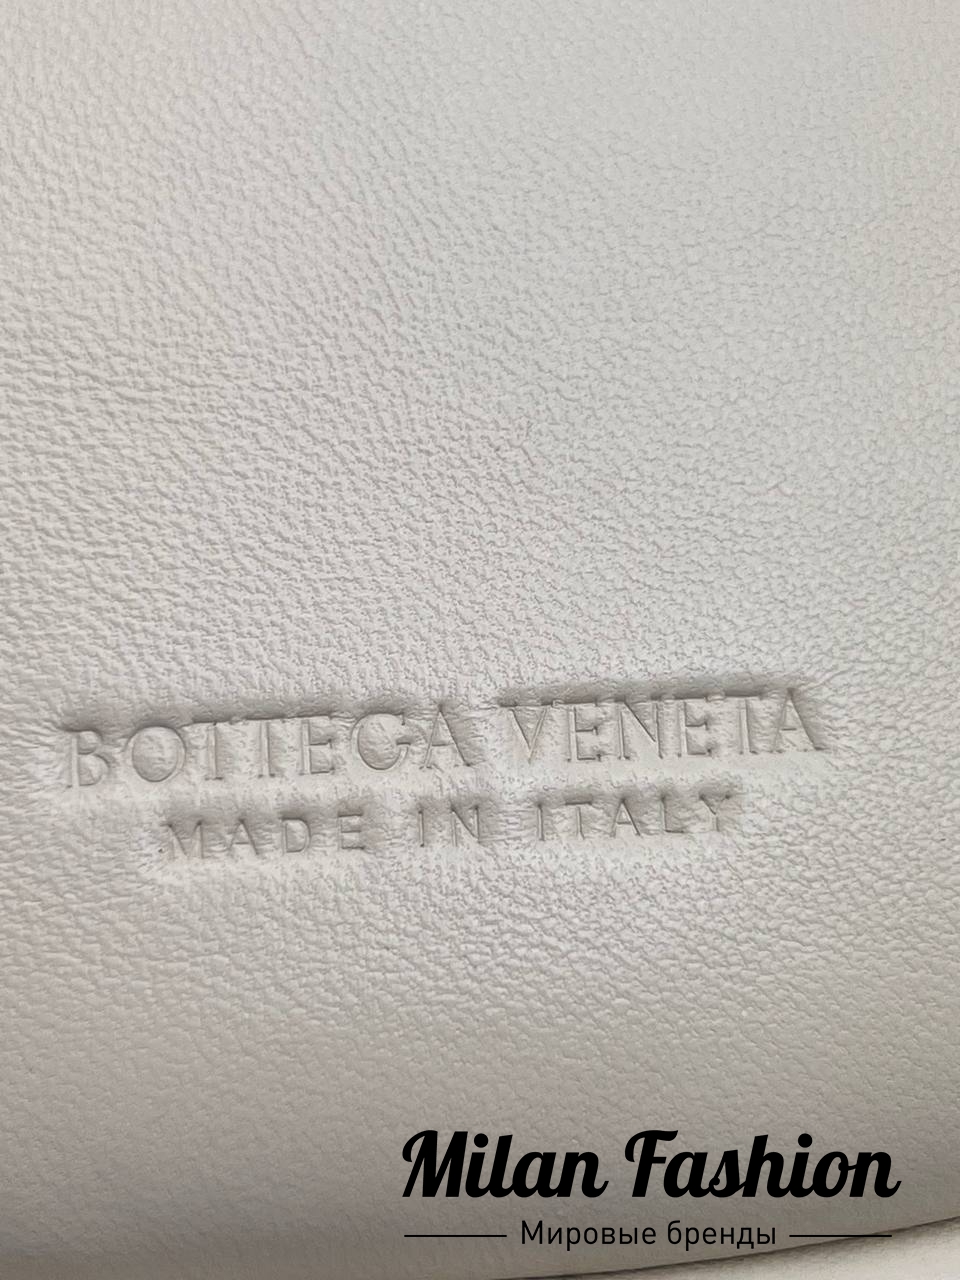 BOTTEGA VENETA
MADE IN ITALY
Milan Fashion
Мировые бренды